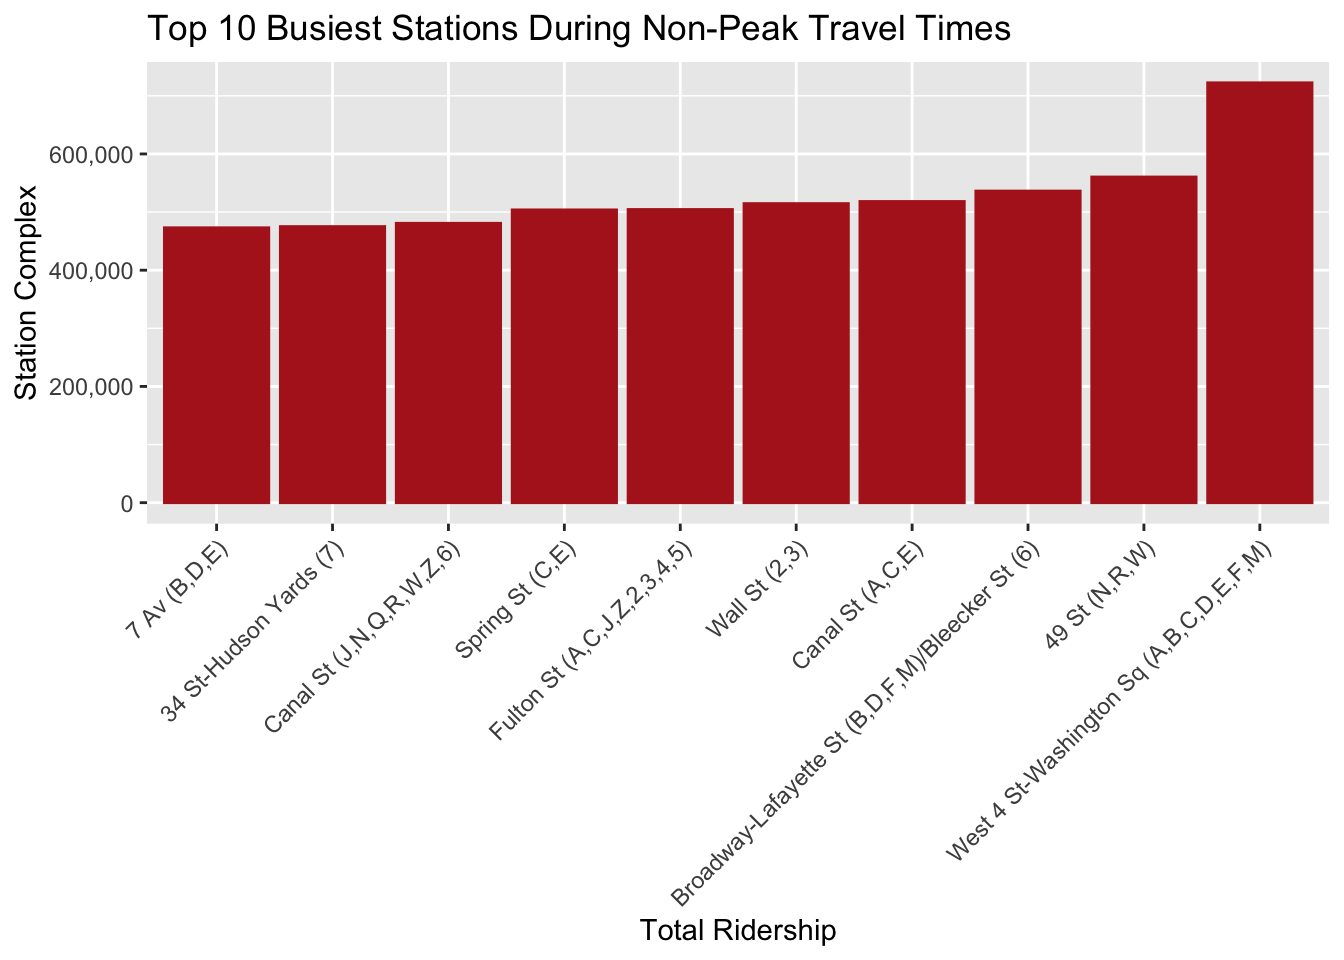 Top 10 Busiest Stations During Non-Peak Travel Times
Station Complex
600,000
400,000
200,000
0
7 Av (B,D,E)
34 St-Hudson Yards (7)
Canal St (J,N,Q,R,W,Z,6)
Spring St (C,E)
Fulton St (A,C,J,Z,2,3,4,5)
Wall St (2,3)
Canal St (A,C,E)
Broadway-Lafayette St (B,D,F,M)/Bleecker St (6)
49 St (N,R,W)
West 4 St-Washington Sq (A,B,C,D,E,F,M)
Total Ridership